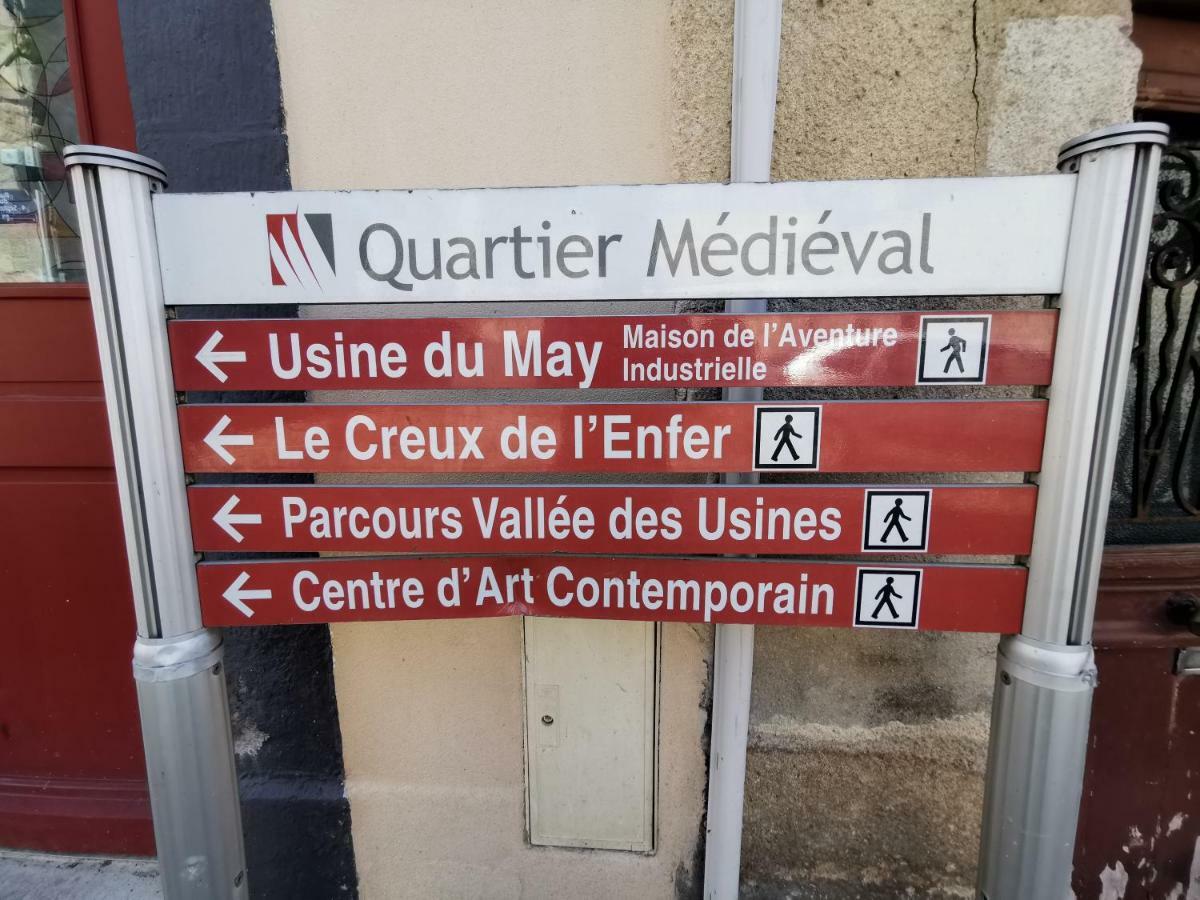 Quartier Médiéval
Usine du May Maison de l'Aventure
Industrielle
Le Creux de l'Enfer
Parcours Vallée des Usines
Centre d'Art Contemporain